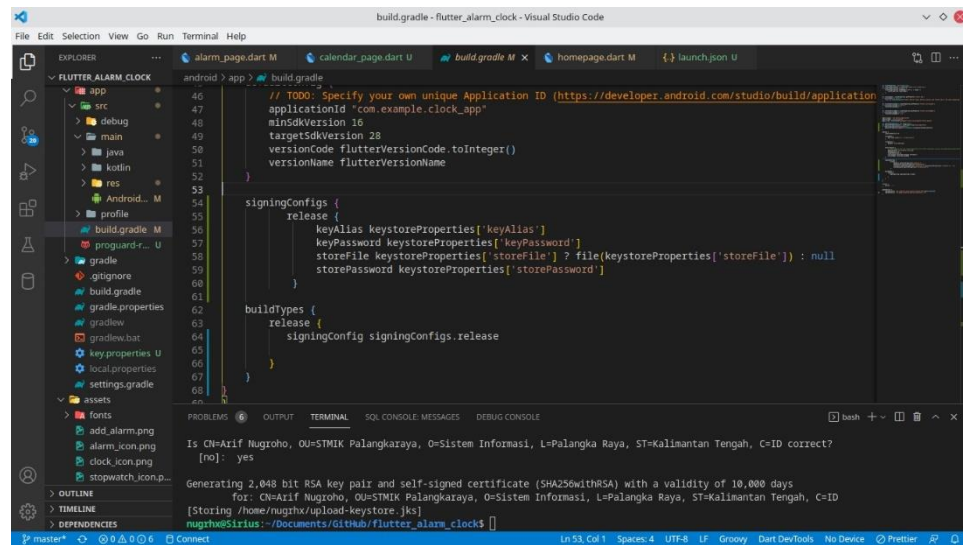 build.gradle - flutter_alarm_clock - Visual Studio Code
File Edit Selection View Go Run Terminal Help
EXPLORER
alarm_page.dart M
calendar_page.dart U
build.gradle M
homepage.dart M
launch.json U
FLUTTER_ALARM_CLOCK
android > app > build.gradle
app
src
debug
main
java
kotlin
res
Android... M
profile
build.gradle M
proguard-r... U
gradle
.gitignore
build.gradle
gradle.properties
gradlew
gradlew.bat
key.properties U
local.properties
settings.gradle
assets
fonts
add_alarm.png
alarm_icon.png
clock_icon.png
stopwatch_icon.p...
OUTLINE
TIMELINE
DEPENDENCIES
46 // TODO: Specify your own unique Application ID (https://developer.android.com/studio/build/application
47 applicationId "com.example.clock_app"
48 minSdkVersion 16
49 targetSdkVersion 28
50 versionCode flutterVersionCode.toInteger()
51 versionName flutterVersionName
52 }
53
54 signingConfigs {
55 release {
56 keyAlias keystoreProperties['keyAlias']
57 keyPassword keystoreProperties['keyPassword']
58 storeFile keystoreProperties['storeFile'] ? file(keystoreProperties['storeFile']) : null
59 storePassword keystoreProperties['storePassword']
60 }
61
62 buildTypes {
63 release {
64 signingConfig signingConfigs.release
65
66 }
67 }
68 }
PROBLEMS 6 OUTPUT TERMINAL SQL CONSOLE: MESSAGES DEBUG CONSOLE
bash
Is CN=Arif Nugroho, OU=STMIK Palangkaraya, O=Sistem Informasi, L=Palangka Raya, ST=Kalimantan Tengah, C=ID correct?
[no]: yes
Generating 2,048 bit RSA key pair and self-signed certificate (SHA256withRSA) with a validity of 10,000 days
for: CN=Arif Nugroho, OU=STMIK Palangkaraya, O=Sistem Informasi, L=Palangka Raya, ST=Kalimantan Tengah, C=ID
[Storing /home/nugrhx/upload-keystore.jks]
nugrhx@Sirius:~/Documents/GitHub/flutter_alarm_clock$
master* 0 0 6 Connect
Ln 53, Col 1 Spaces: 4 UTF-8 LF Groovy Dart DevTools No Device Prettier